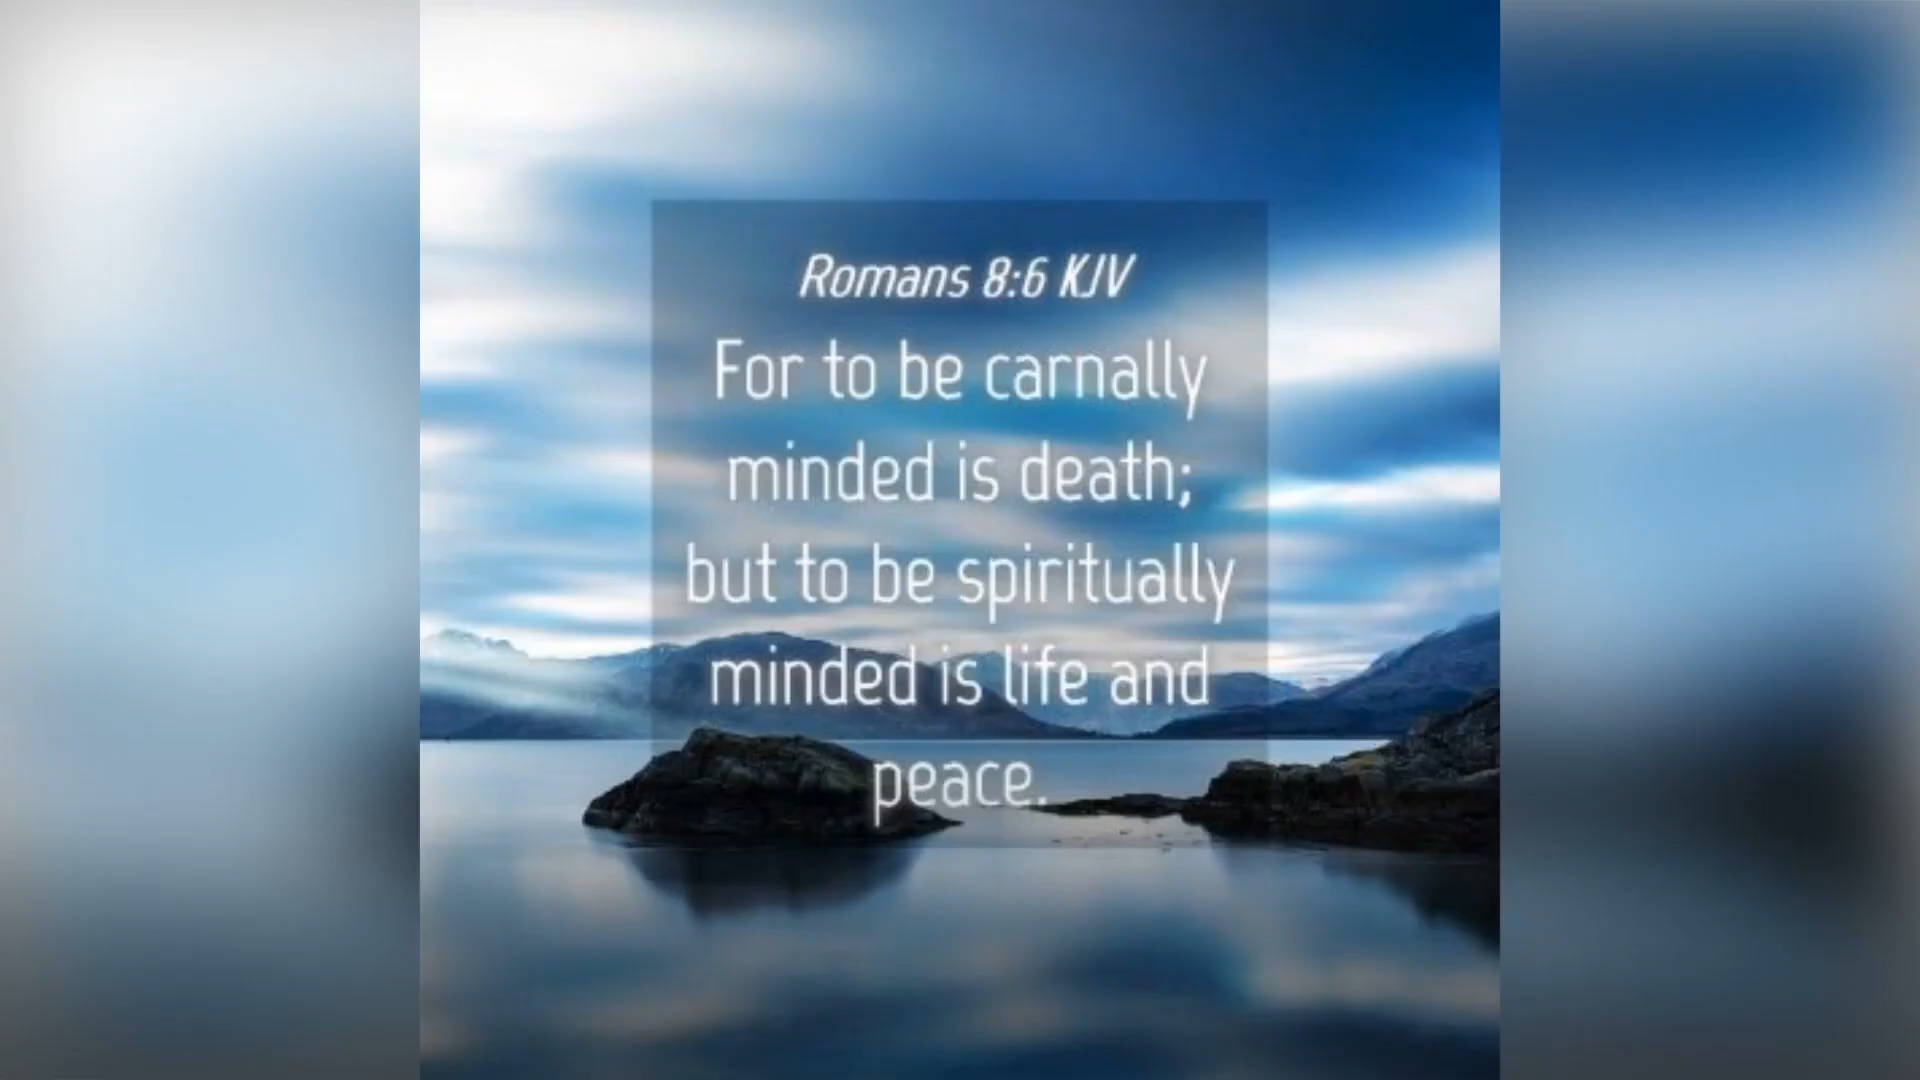 Romans 8:6 KJV
For to be carnally
minded is death;
but to be spiritually
minded is life and
peace.